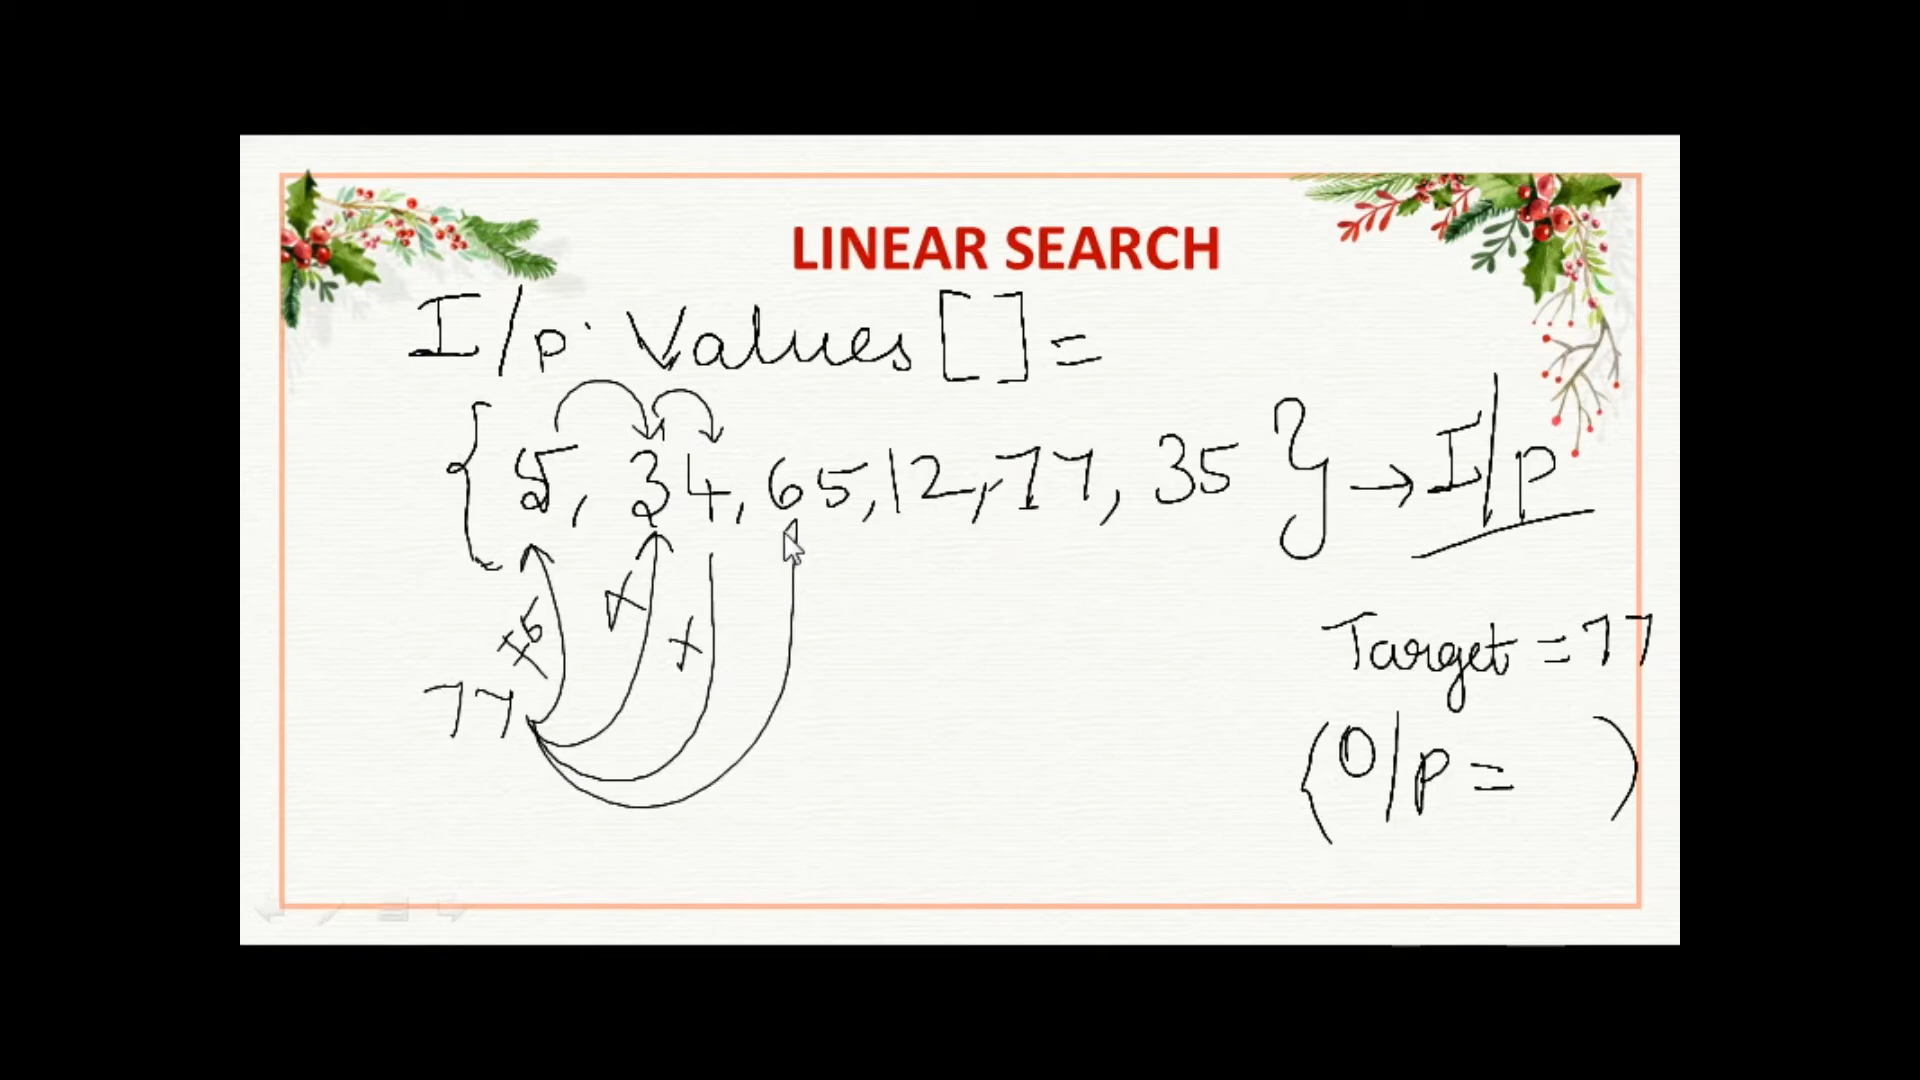 LINEAR SEARCH
I/p Values [ ] =
{ 5, 34, 65, 12, 77, 35 } → I/p
Target = 77
77
(O/p = )